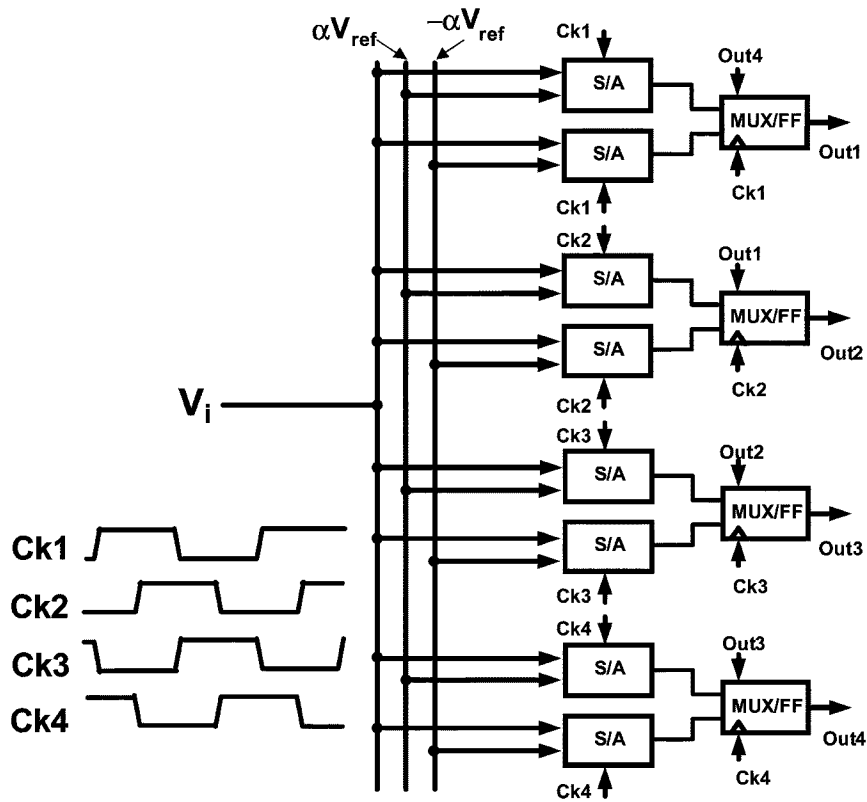 αVref
−αVref
Ck1
S/A
Out4
MUX/FF
Out1
S/A
Ck1
Ck1
Ck2
S/A
Out1
MUX/FF
Out2
S/A
Ck2
Ck2
Vi
Ck3
S/A
Out2
MUX/FF
Out3
S/A
Ck3
Ck3
Ck4
S/A
Out3
MUX/FF
Out4
S/A
Ck4
Ck4
Ck1
Ck2
Ck3
Ck4